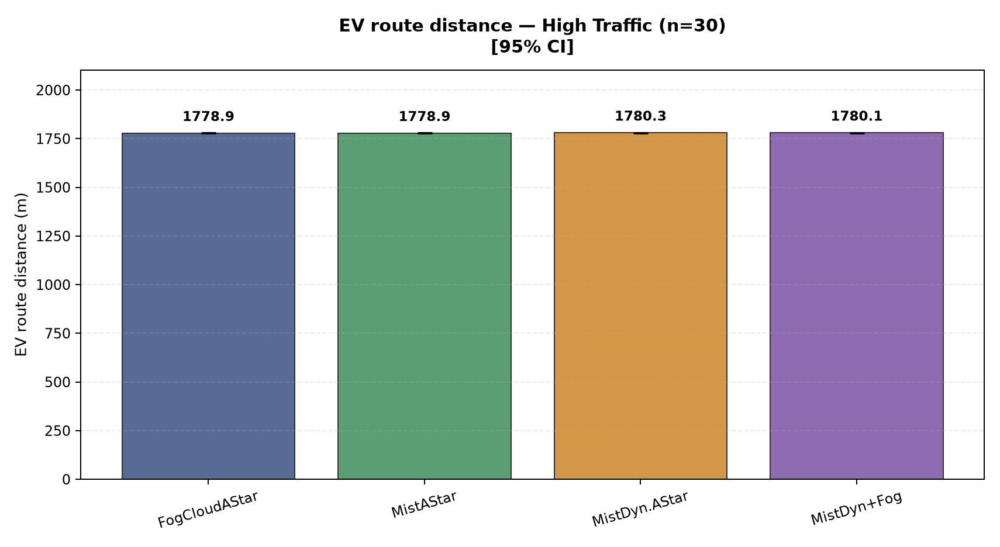 EV route distance — High Traffic (n=30)
[95% CI]
EV route distance (m)
2000
1750
1500
1250
1000
750
500
250
0
1778.9
1778.9
1780.3
1780.1
FogCloudAStar
MistAStar
MistDyn.AStar
MistDyn+Fog